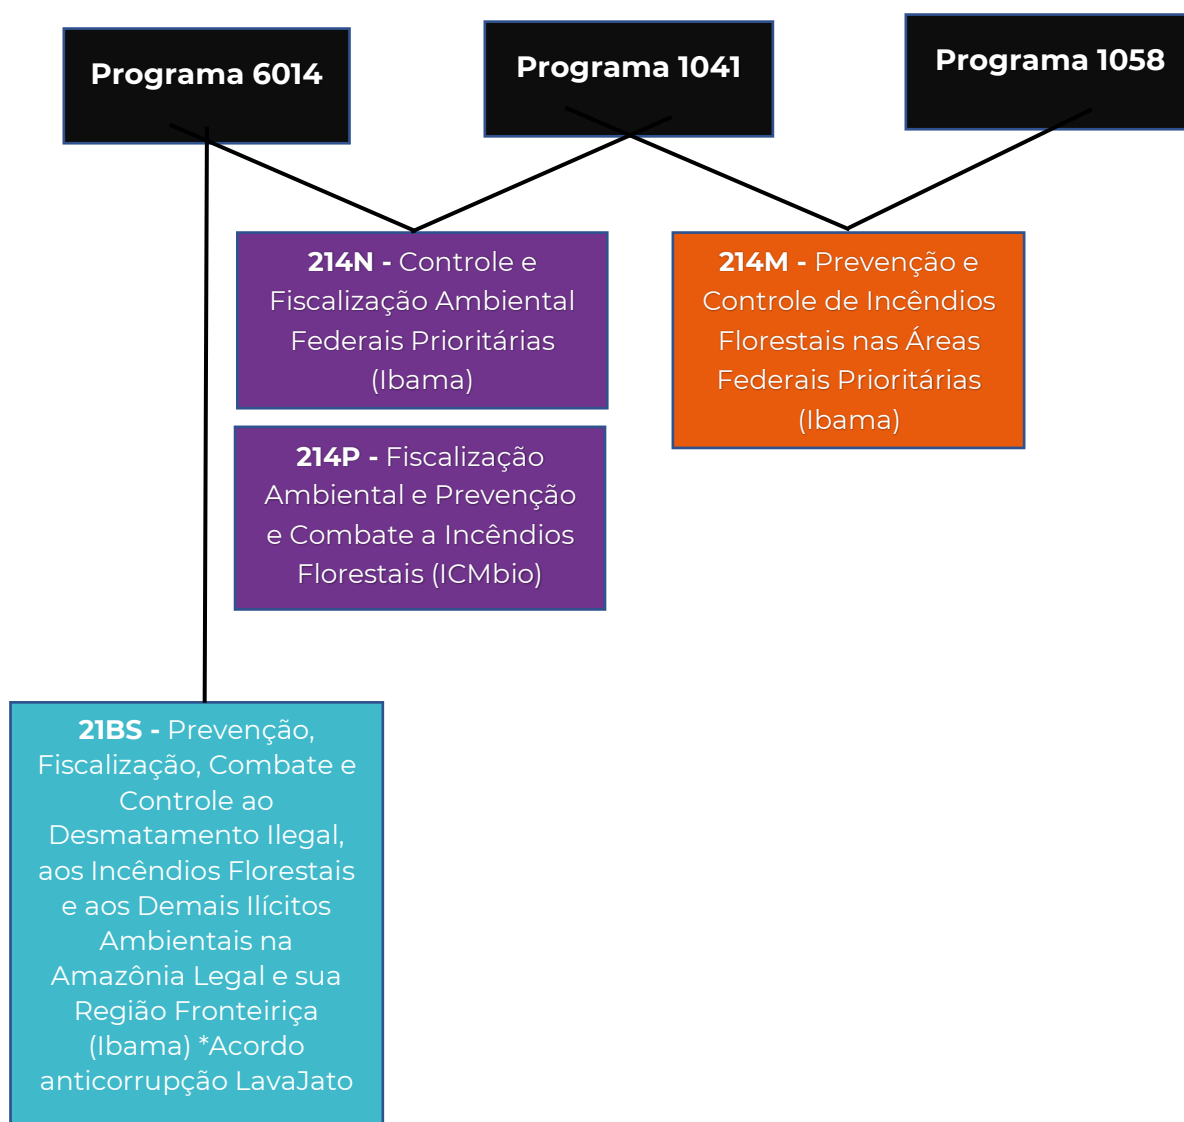 Programa 6014
Programa 1041
Programa 1058
214N - Controle e
Fiscalização Ambiental
Federais Prioritárias
(Ibama)
214M - Prevenção e
Controle de Incêndios
Florestais nas Áreas
Federais Prioritárias
(Ibama)
214P - Fiscalização
Ambiental e Prevenção
e Combate a Incêndios
Florestais (ICMbio)
21BS - Prevenção,
Fiscalização, Combate e
Controle ao
Desmatamento Ilegal,
aos Incêndios Florestais
e aos Demais Ilícitos
Ambientais na
Amazônia Legal e sua
Região Fronteiriça
(Ibama) *Acordo
anticorrupção LavaJato